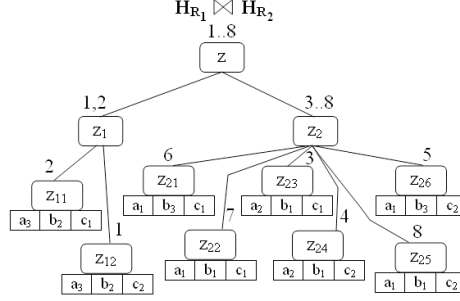 H_R₁ ⋈ H_R₂
1..8
z
1,2 3..8
z₁ z₂
2 6 3 5
z₁₁ z₂₁ z₂₃ z₂₆
a₃ b₂ c₁ a₁ b₃ c₁ a₂ b₁ c₁ a₁ b₃ c₂
1 7 4 8
z₁₂ z₂₂ z₂₄ z₂₅
a₃ b₂ c₂ a₁ b₁ c₁ a₂ b₁ c₂ a₁ b₁ c₂